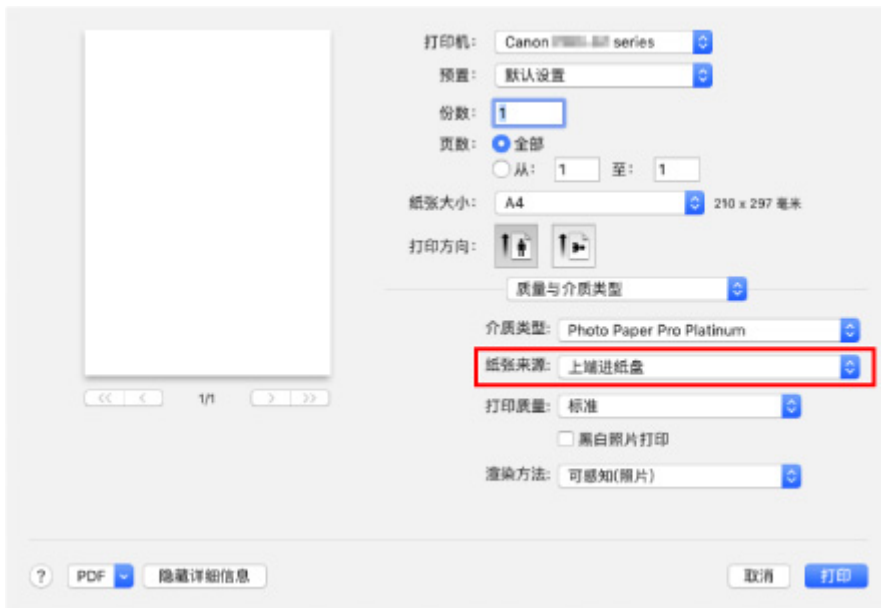 打印机: Canon series
预置: 默认设置
份数: 1
页数: 全部
从: 1 至: 1
纸张大小: A4 210 x 297 毫米
打印方向:
质量与介质类型
介质类型: Photo Paper Pro Platinum
纸张来源: 上端进纸盘
<< < 1/1 > >>
打印质量: 标准
黑白照片打印
渲染方法: 可感知(照片)
? PDF 隐藏详细信息 取消 打印